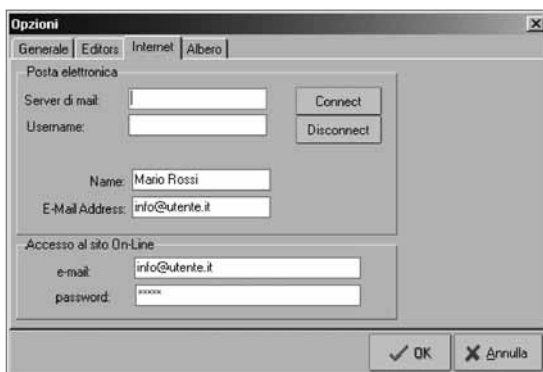 Opzioni
Generale Editors Internet Albero
Posta elettronica
Server di mail:
Connect
Username:
Disconnect
Name: Mario Rossi
E-Mail Address: info@utente.it
Accesso al sito On-Line
e-mail: info@utente.it
password: *****
OK Annulla